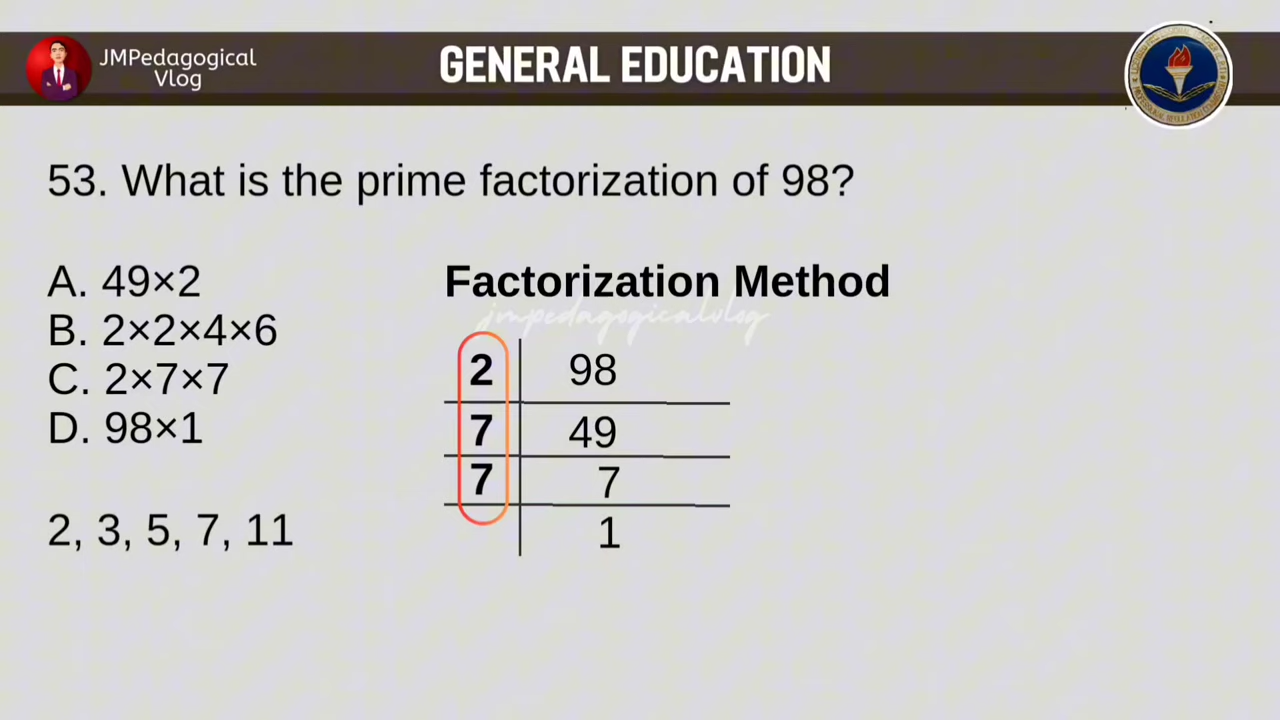 JMPedagogical
Vlog
GENERAL EDUCATION
53. What is the prime factorization of 98?
A. 49×2
B. 2×2×4×6
C. 2×7×7
D. 98×1
2, 3, 5, 7, 11
Factorization Method
jmpedagogicalvlog
2 98
7 49
7 7
1